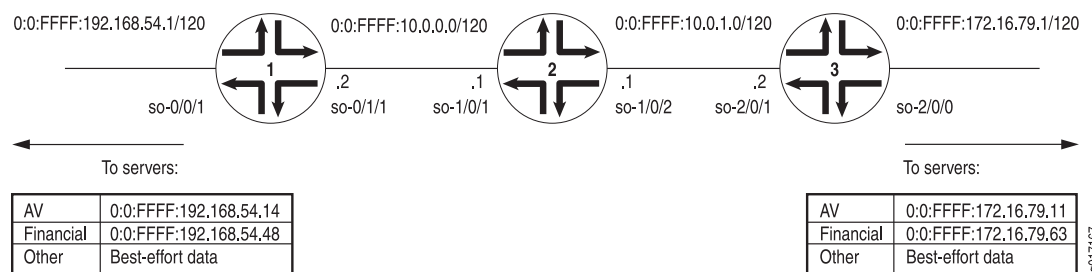 0:0:FFFF:192.168.54.1/120
0:0:FFFF:10.0.0.0/120
0:0:FFFF:10.0.1.0/120
0:0:FFFF:172.16.79.1/120
1
2
3
.2
.1
.1
.2
so-0/0/1
so-0/1/1
so-1/0/1
so-1/0/2
so-2/0/1
so-2/0/0
To servers:
AV 0:0:FFFF:192.168.54.14
Financial 0:0:FFFF:192.168.54.48
Other Best-effort data
To servers:
AV 0:0:FFFF:172.16.79.11
Financial 0:0:FFFF:172.16.79.63
Other Best-effort data
g017167